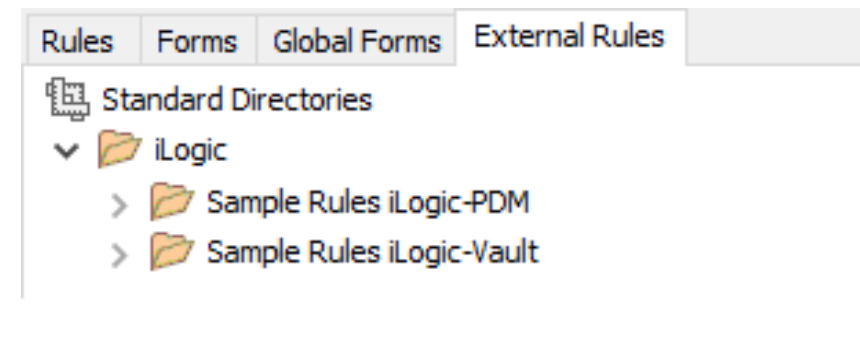 Rules Forms Global Forms External Rules
Standard Directories
iLogic
Sample Rules iLogic-PDM
Sample Rules iLogic-Vault